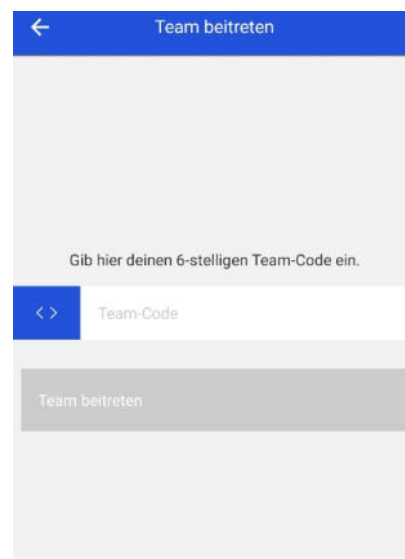 Team beitreten
Gib hier deinen 6-stelligen Team-Code ein.
Team-Code
Team beitreten